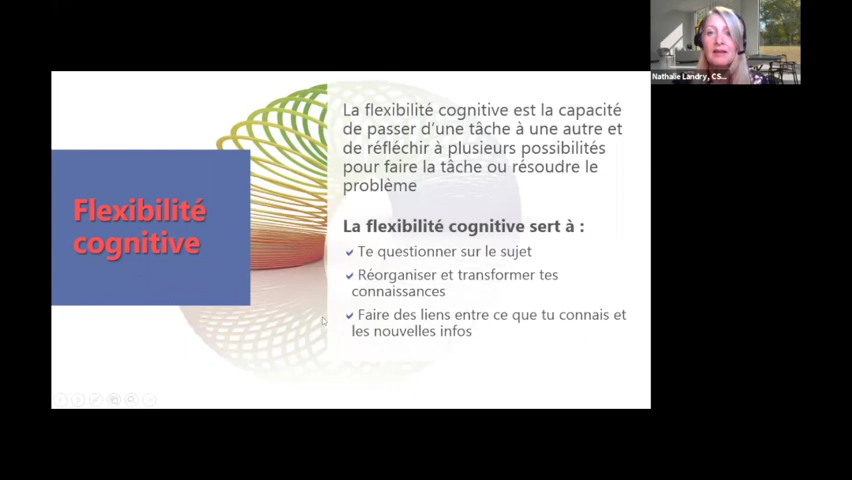 Nathalie Landry, CS...
Flexibilité
cognitive
La flexibilité cognitive est la capacité
de passer d'une tâche à une autre et
de réfléchir à plusieurs possibilités
pour faire la tâche ou résoudre le
problème
La flexibilité cognitive sert à :
Te questionner sur le sujet
Réorganiser et transformer tes
connaissances
Faire des liens entre ce que tu connais et
les nouvelles infos